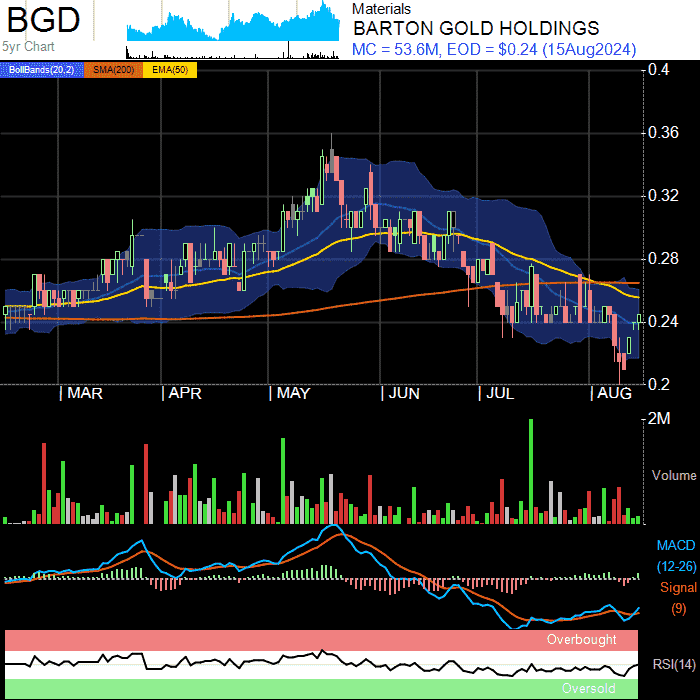 BGD
5yr Chart
Materials
BARTON GOLD HOLDINGS
MC = 53.6M, EOD = $0.24 (15Aug2024)
BollBands(20,2) SMA(200) EMA(50)
0.4
0.36
0.32
0.28
0.24
0.2
MAR APR MAY JUN JUL AUG
2M
Volume
MACD
(12-26)
Signal
(9)
Overbought
RSI(14)
Oversold